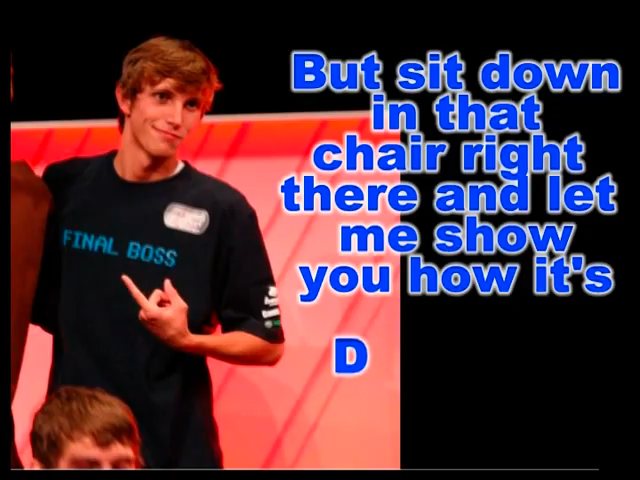 But sit down
in that
chair right
there and let
me show
you how it's
D
FINAL BOSS